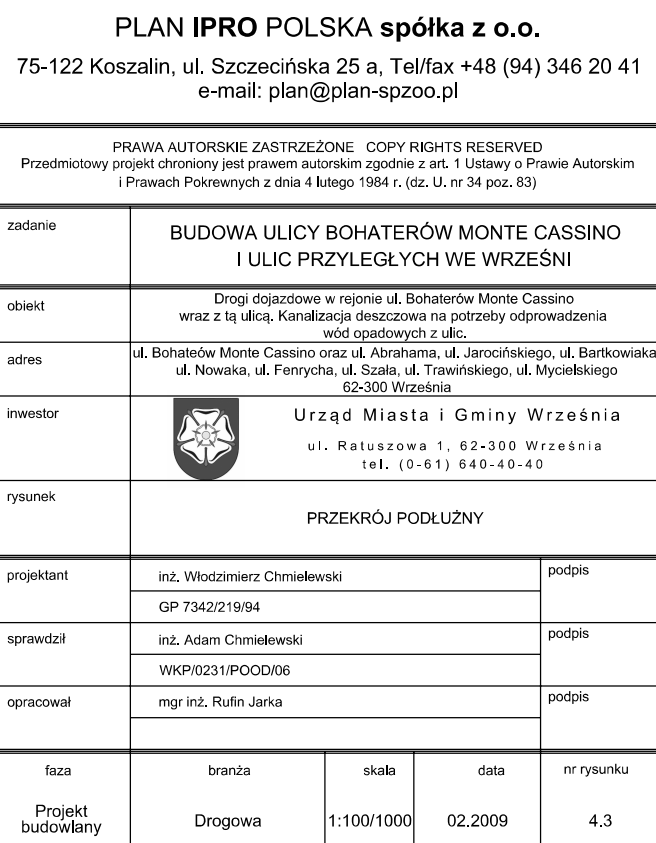 PLAN IPRO POLSKA spółka z o.o.
75-122 Koszalin, ul. Szczecińska 25 a, Tel/fax +48 (94) 346 20 41
e-mail: plan@plan-spzoo.pl
PRAWA AUTORSKIE ZASTRZEŻONE COPY RIGHTS RESERVED
Przedmiotowy projekt chroniony jest prawem autorskim zgodnie z art. 1 Ustawy o Prawie Autorskim
i Prawach Pokrewnych z dnia 4 lutego 1984 r. (dz. U. nr 34 poz. 83)
zadanie
BUDOWA ULICY BOHATERÓW MONTE CASSINO
I ULIC PRZYLEGŁYCH WE WRZEŚNI
obiekt
Drogi dojazdowe w rejonie ul. Bohaterów Monte Cassino
wraz z tą ulicą. Kanalizacja deszczowa na potrzeby odprowadzenia
wód opadowych z ulic.
adres
ul. Bohateów Monte Cassino oraz ul. Abrahama, ul. Jarocińskiego, ul. Bartkowiaka
ul. Nowaka, ul. Fenrycha, ul. Szała, ul. Trawińskiego, ul. Mycielskiego
62-300 Września
inwestor
Urząd Miasta i Gminy Września
ul. Ratuszowa 1, 62-300 Września
tel. (0-61) 640-40-40
rysunek
PRZEKRÓJ PODŁUŻNY
projektant
inż. Włodzimierz Chmielewski
podpis
GP 7342/219/94
sprawdził
inż. Adam Chmielewski
podpis
WKP/0231/POOD/06
opracował
mgr inż. Rufin Jarka
podpis
faza branża skala data nr rysunku
Projekt
budowlany
Drogowa 1:100/1000 02.2009 4.3